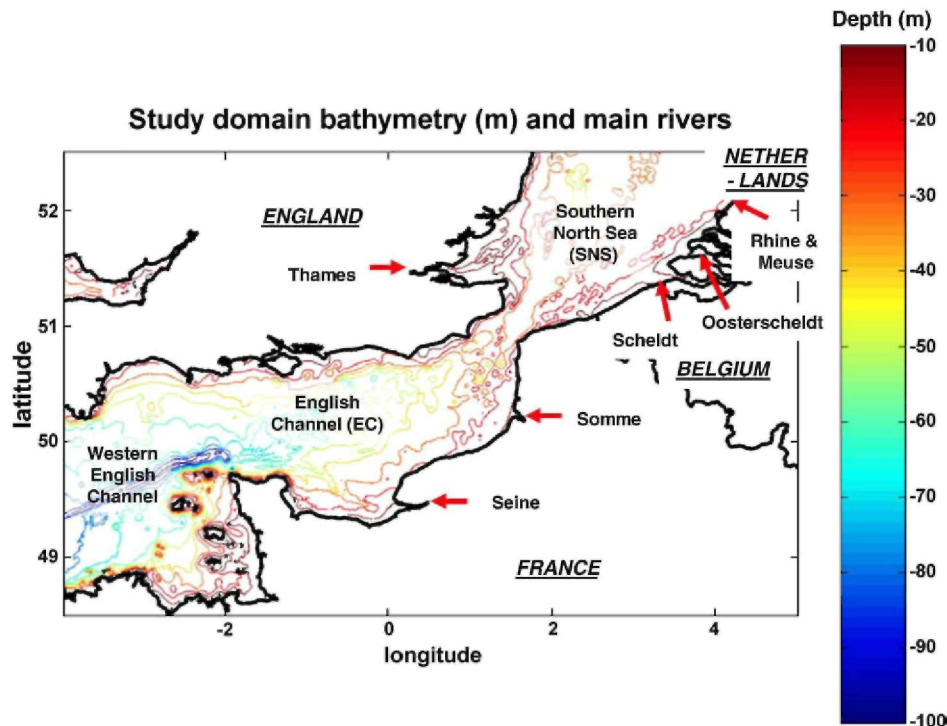 Depth (m)
Study domain bathymetry (m) and main rivers
-10
-20
-30
-40
-50
-60
-70
-80
-90
-100
NETHER
- LANDS
ENGLAND
Southern
North Sea
(SNS)
Rhine &
Meuse
Thames
Oosterscheldt
Scheldt
BELGIUM
English
Channel (EC)
Somme
Western
English
Channel
Seine
FRANCE
52
51
50
49
latitude
-2
0
2
4
longitude